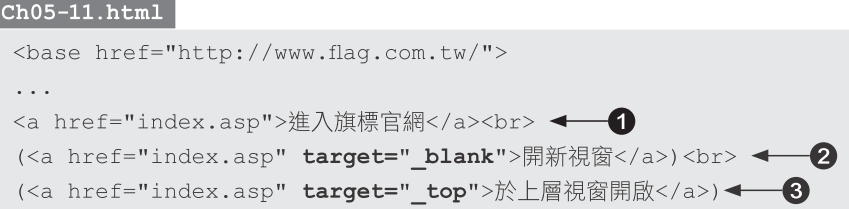 Ch05-11.html
<base href="http://www.flag.com.tw/">
...
<a href="index.asp">進入旗標官網</a><br> ❶
(<a href="index.asp" target="_blank">開新視窗</a>)<br> ❷
(<a href="index.asp" target="_top">於上層視窗開啟</a>) ❸